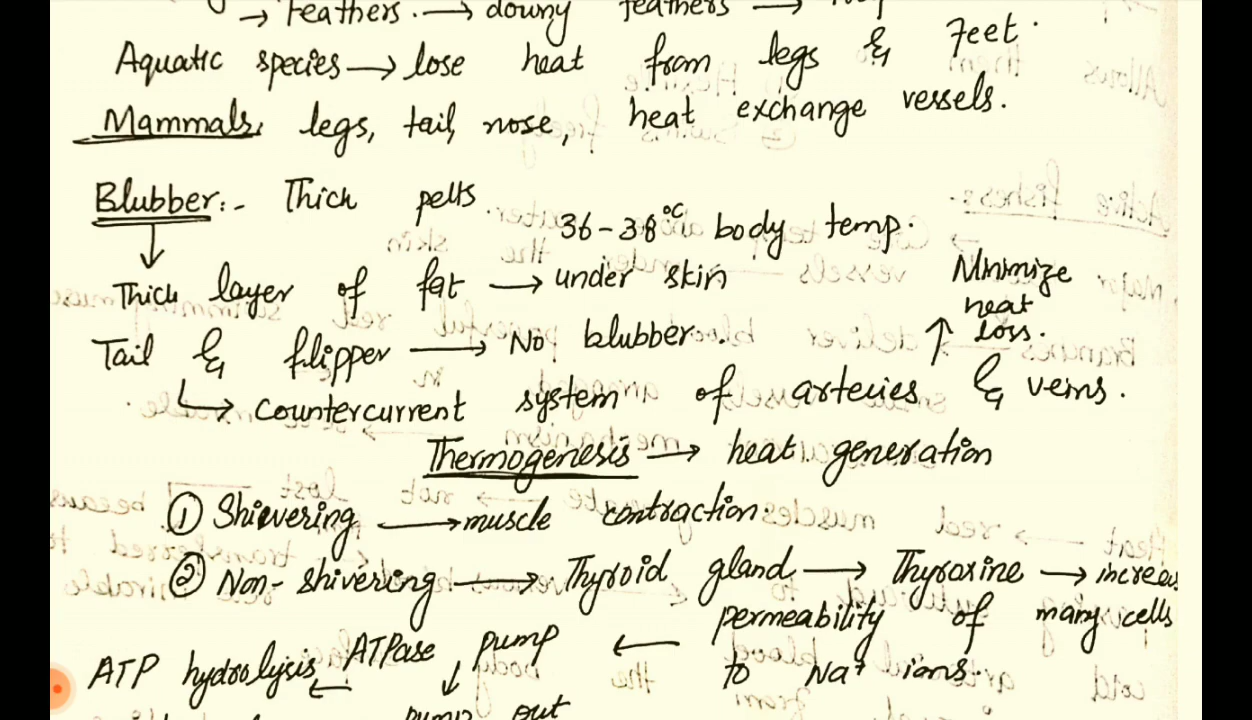 → Feathers. → downy feathers →
Aquatic species → lose heat from legs & Feet.
Mammals: legs, tail, nose, heat exchange vessels.
Blubber:- Thick pelts.
36-38°C body temp.
↓
Thick layer of fat → under skin
Minimize heat loss.
Tail & flipper → No blubber. ↑
↳ countercurrent system of arteries & veins.
Thermogenesis → heat generation
① Shievering → muscle contraction.
② Non-shivering → Thyroid gland → Thyroxine → increas
permeability of many cells
to Na+ ions.
ATP hydrolysis ← ATPase pump ←
↓
pump out